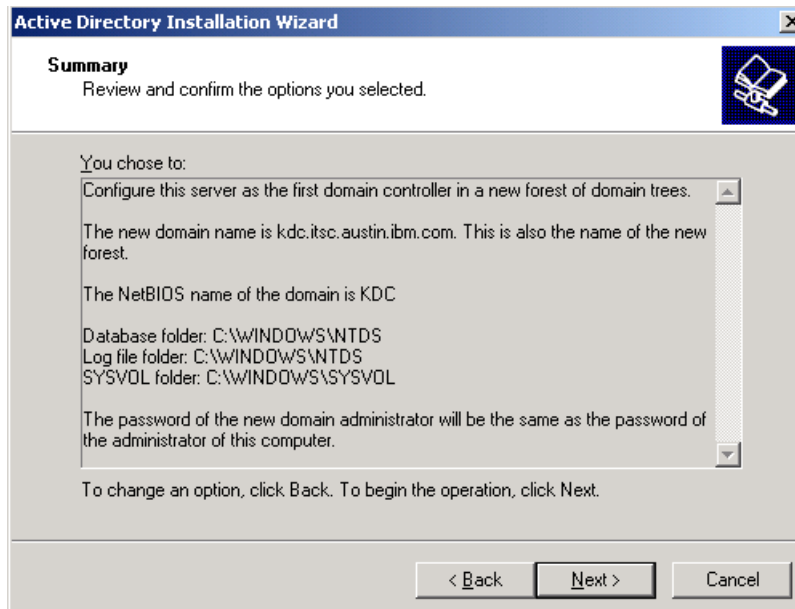 Active Directory Installation Wizard
Summary
Review and confirm the options you selected.
You chose to:
Configure this server as the first domain controller in a new forest of domain trees.
The new domain name is kdc.itsc.austin.ibm.com. This is also the name of the new
forest.
The NetBIOS name of the domain is KDC
Database folder: C:\WINDOWS\NTDS
Log file folder: C:\WINDOWS\NTDS
SYSVOL folder: C:\WINDOWS\SYSVOL
The password of the new domain administrator will be the same as the password of
the administrator of this computer.
To change an option, click Back. To begin the operation, click Next.
< Back Next > Cancel